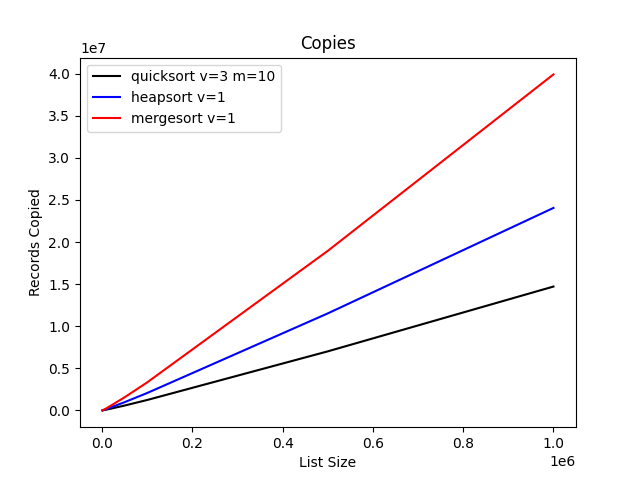 Copies
1e7
4.0
3.5
3.0
2.5
2.0
1.5
1.0
0.5
0.0
Records Copied
quicksort v=3 m=10
heapsort v=1
mergesort v=1
0.0 0.2 0.4 0.6 0.8 1.0
List Size
1e6